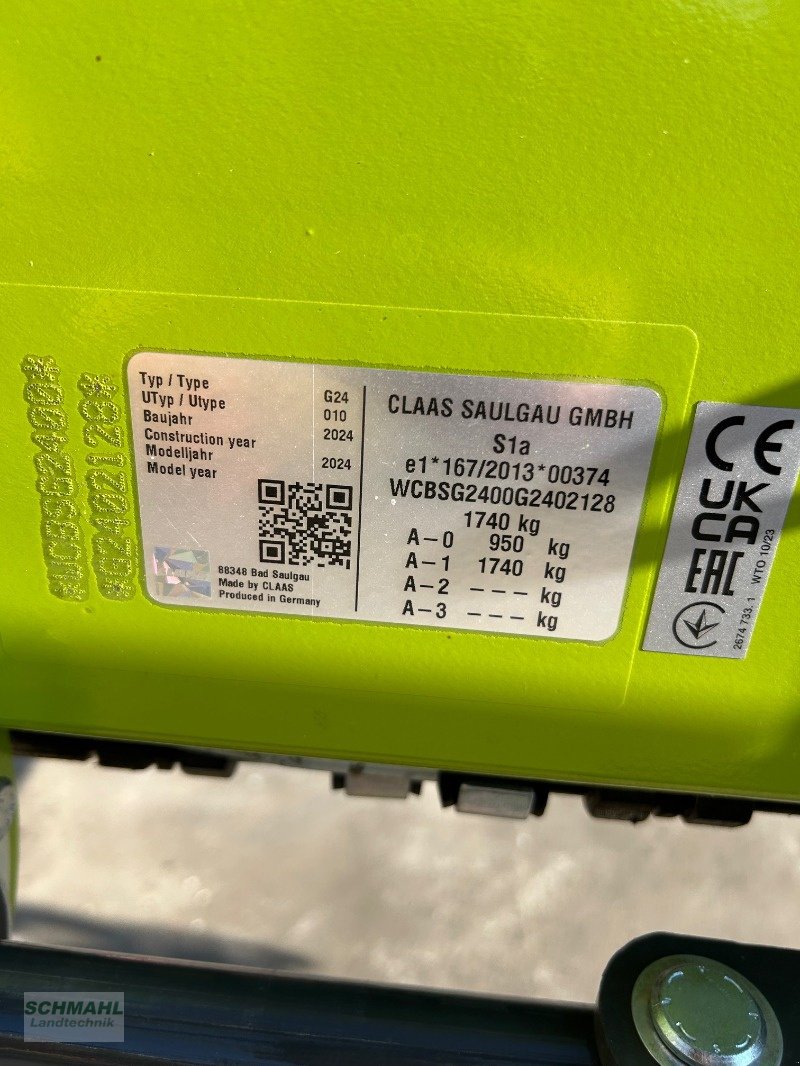 *WCBSG2400*
*G2402128*
Typ / Type G24
UTyp / Utype 010
Baujahr
Construction year 2024
Modelljahr
Model year 2024
88348 Bad Saulgau
Made by CLAAS
Produced in Germany
CLAAS SAULGAU GMBH
S1a
e1*167/2013*00374
WCBSG2400G2402128
1740 kg
A-0 950 kg
A-1 1740 kg
A-2 --- kg
A-3 --- kg
CE
UK
CA
EAC
2674 733. 1 WTO 10/23
SCHMAHL
Landtechnik